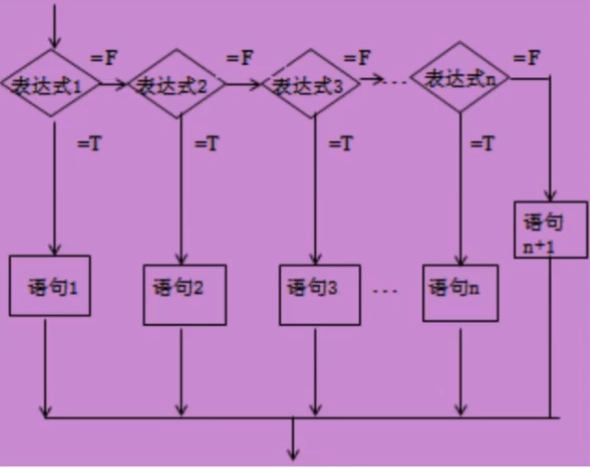 =F
=F
=F
=F
表达式1
表达式2
表达式3
...
表达式n
=T
=T
=T
=T
语句
n+1
语句1
语句2
语句3
...
语句n